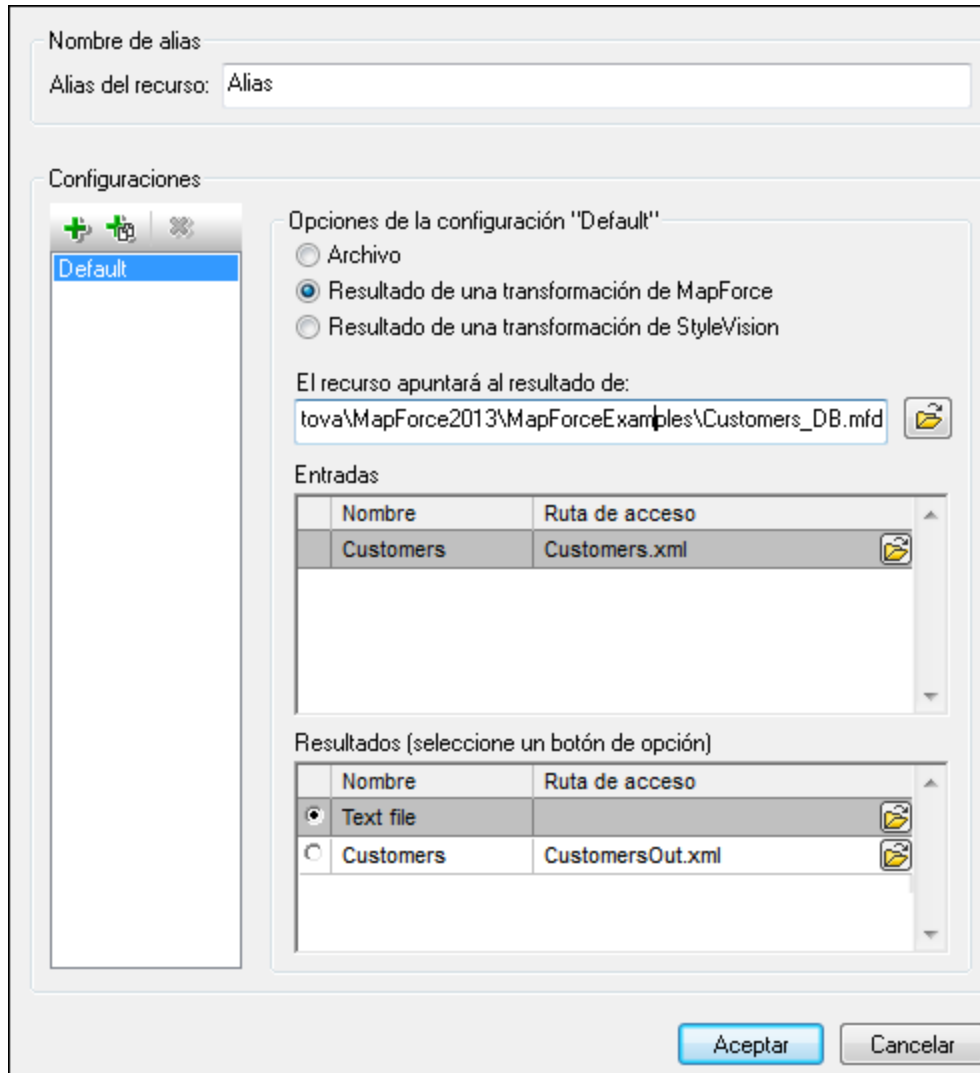 Nombre de alias
Alias del recurso: Alias
Configuraciones
Default
Opciones de la configuración "Default"
Archivo
Resultado de una transformación de MapForce
Resultado de una transformación de StyleVision
El recurso apuntará al resultado de:
tova\MapForce2013\MapForceExamples\Customers_DB.mfd
Entradas
Nombre Ruta de acceso
Customers Customers.xml
Resultados (seleccione un botón de opción)
Nombre Ruta de acceso
Text file
Customers CustomersOut.xml
Aceptar Cancelar